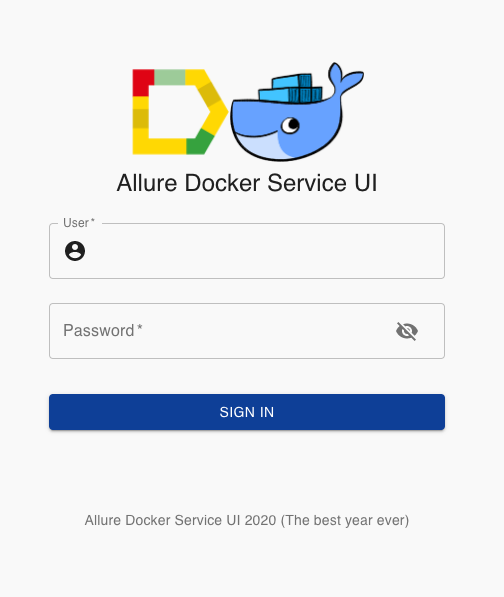 Allure Docker Service UI
User *
Password *
SIGN IN
Allure Docker Service UI 2020 (The best year ever)